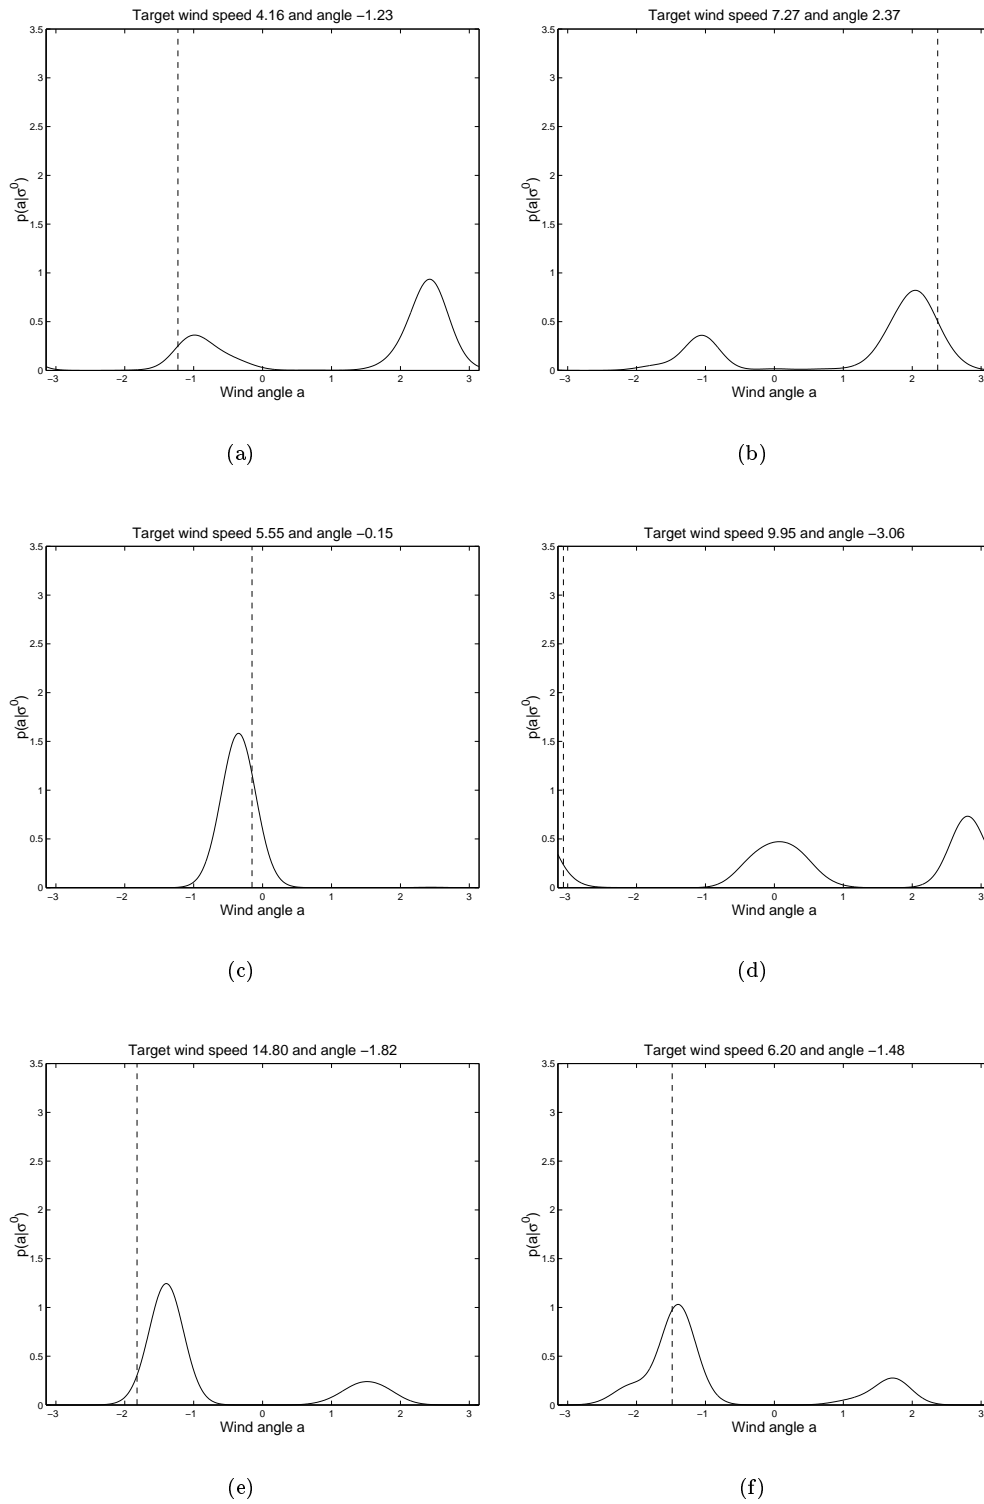 Target wind speed 4.16 and angle −1.23
3.5
3
2.5
2
1.5
1
0.5
0
p(a|σ⁰)
−3 −2 −1 0 1 2 3
Wind angle a
(a)
Target wind speed 7.27 and angle 2.37
3.5
3
2.5
2
1.5
1
0.5
0
p(a|σ⁰)
−3 −2 −1 0 1 2 3
Wind angle a
(b)
Target wind speed 5.55 and angle −0.15
3.5
3
2.5
2
1.5
1
0.5
0
p(a|σ⁰)
−3 −2 −1 0 1 2 3
Wind angle a
(c)
Target wind speed 9.95 and angle −3.06
3.5
3
2.5
2
1.5
1
0.5
0
p(a|σ⁰)
−3 −2 −1 0 1 2 3
Wind angle a
(d)
Target wind speed 14.80 and angle −1.82
3.5
3
2.5
2
1.5
1
0.5
0
p(a|σ⁰)
−3 −2 −1 0 1 2 3
Wind angle a
(e)
Target wind speed 6.20 and angle −1.48
3.5
3
2.5
2
1.5
1
0.5
0
p(a|σ⁰)
−3 −2 −1 0 1 2 3
Wind angle a
(f)